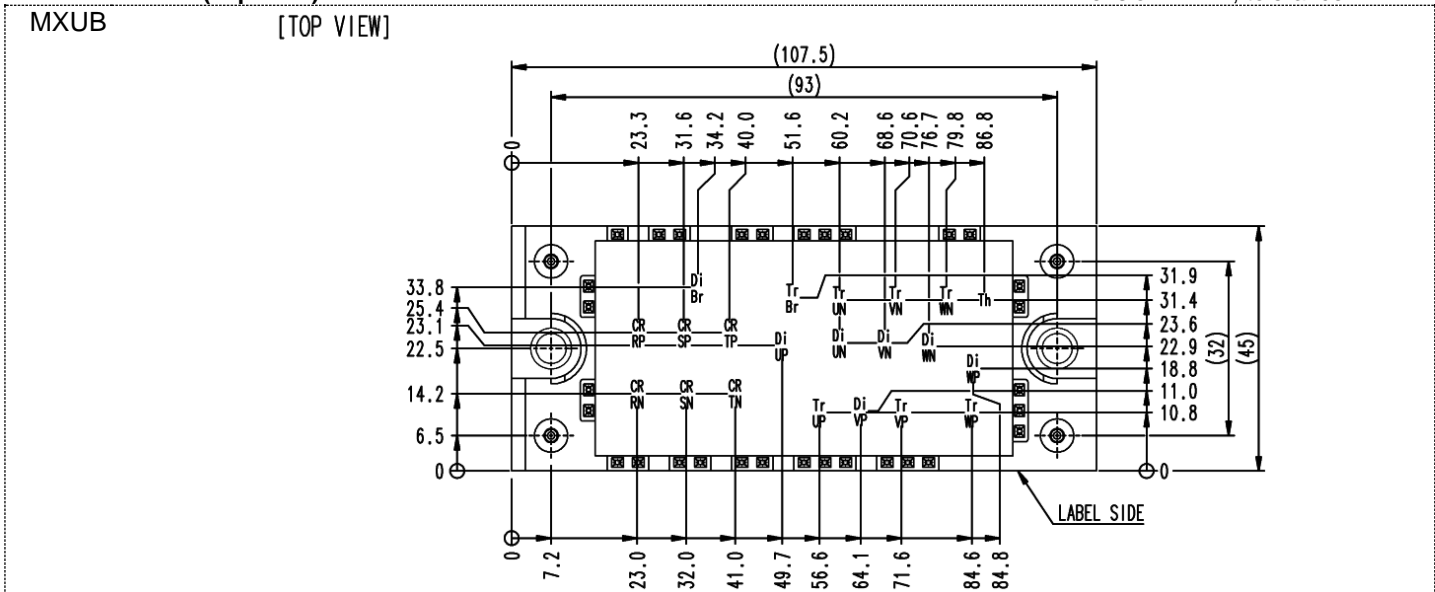 MXUB
[TOP VIEW]
(107.5)
(93)
0
23.3
31.6
34.2
40.0
51.6
60.2
68.6
70.6
76.7
79.8
86.8
33.8
25.4
23.1
22.5
14.2
6.5
0
Di
Br
Tr
Br
Tr
UN
Tr
VN
Tr
WN
Th
CR
RP
CR
SP
CR
TP
Di
UP
Di
UN
Di
VN
Di
WN
Di
WP
CR
RN
CR
SN
CR
TN
Tr
UP
Di
VP
Tr
VP
Tr
WP
31.9
31.4
23.6
22.9
18.8
11.0
10.8
0
(32)
(45)
LABEL SIDE
0
7.2
23.0
32.0
41.0
49.7
56.6
64.1
71.6
84.6
84.8